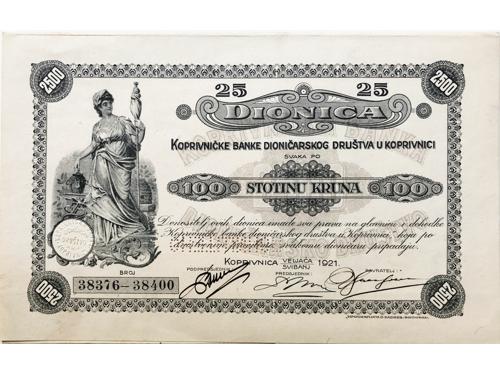 2500 25 25 2500
DIONICA
KOPRIVNIČKE BANKE DIONIČARSKOG DRUŠTVA U KOPRIVNICI
SVAKA PO
100 STOTINU KRUNA 100
Donositelj ovih dionica imade sva prava na glavnicu i dohodke
Koprivničke banke dioničarskog društva u Koprivnici, koja po
društvenim pravilima svakomu dioničaru pripadaju.
KOPRIVNICA VELJAČA 1921.
SVIBANJ
BROJ
38376–38400
PODPREDSJEDNIK:
PREDSJEDNIK:
RAVNATELJ:
2500 2500